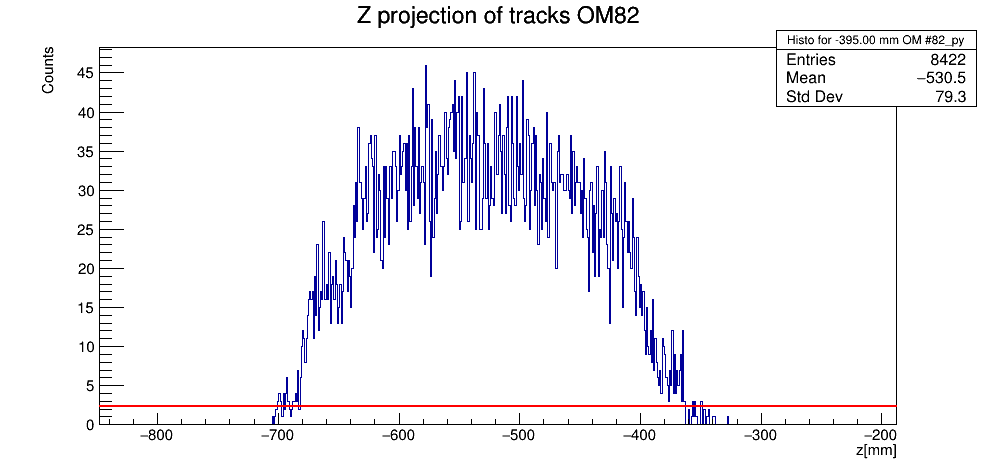 Z projection of tracks OM82
Histo for -395.00 mm OM #82_py
Entries 8422
Mean −530.5
Std Dev 79.3
Counts
45
40
35
30
25
20
15
10
5
0
−800 −700 −600 −500 −400 −300 −200
z[mm]